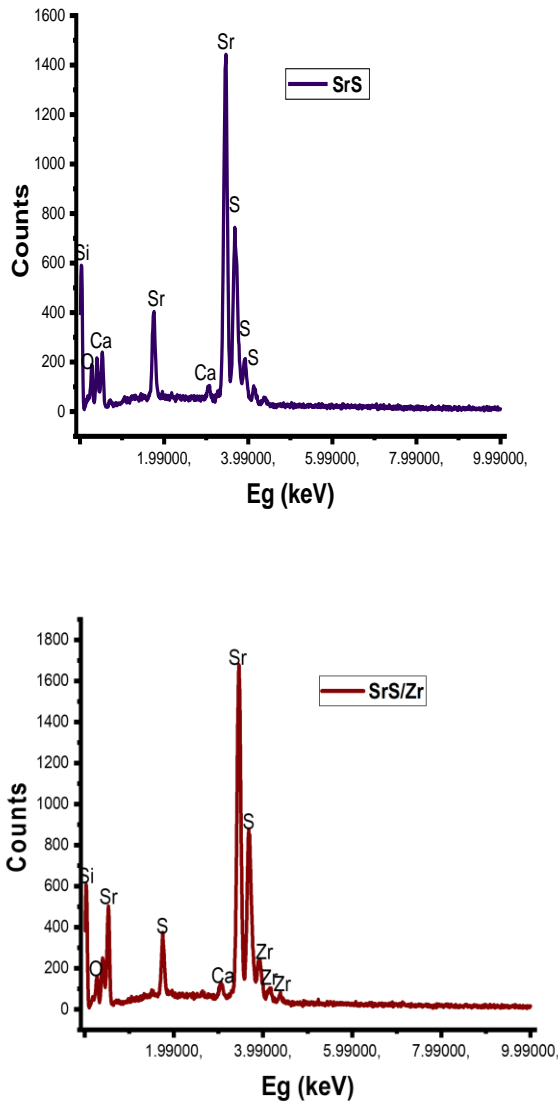 1600
1400
1200
1000
800
600
400
200
0
Counts
Sr
SrS
S
Si
Sr
S
Ca
S
O
Ca
1.99000,
3.99000,
5.99000,
7.99000,
9.99000,
Eg (keV)
1800
1600
1400
1200
1000
800
600
400
200
0
Counts
Sr
SrS/Zr
S
Si
Sr
S
Zr
O
Ca
Zr
Zr
1.99000,
3.99000,
5.99000,
7.99000,
9.99000,
Eg (keV)